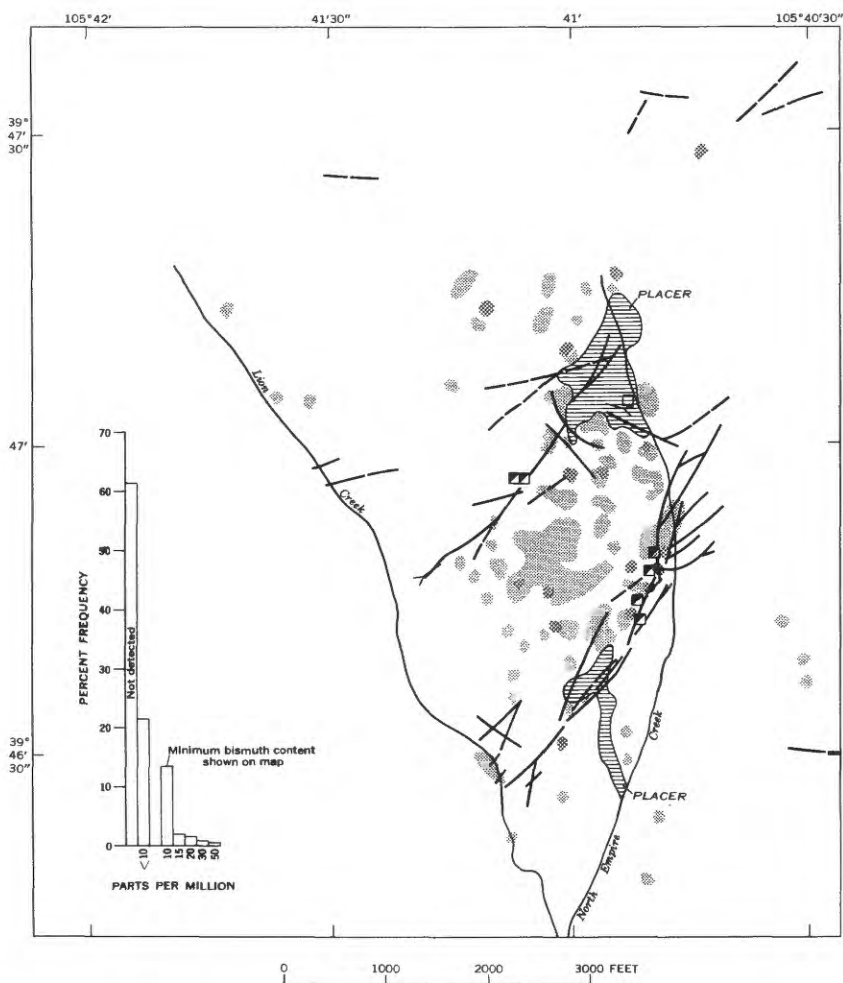 105°42'
41'30"
41'
105°40'30"
39°
47'
30"
PLACER
Lion
Creek
47'
70
60
50
40
30
20
10
0
PERCENT FREQUENCY
Not detected
Minimum bismuth content
shown on map
<10
10
15
20
30
50
PARTS PER MILLION
39°
46'
30"
PLACER
North Empire Creek
0 1000 2000 3000 FEET